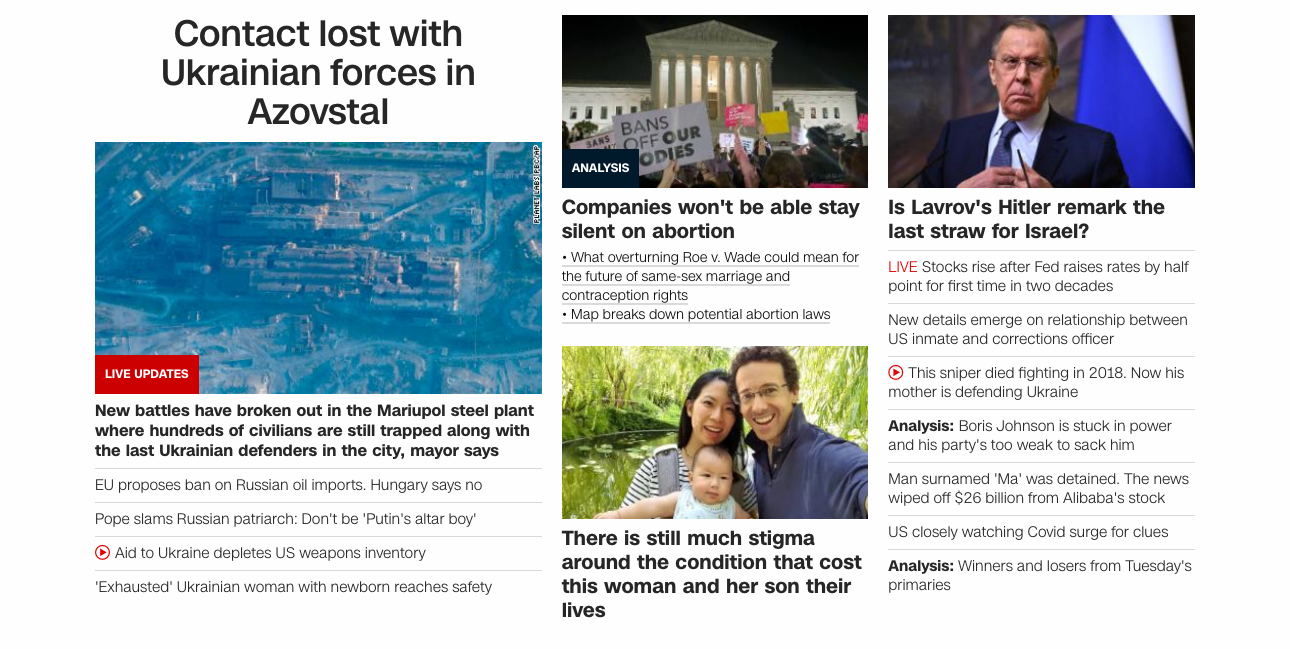 Contact lost with
Ukrainian forces in
Azovstal
PLANET LABS PBC/AP
LIVE UPDATES
New battles have broken out in the Mariupol steel plant
where hundreds of civilians are still trapped along with
the last Ukrainian defenders in the city, mayor says
EU proposes ban on Russian oil imports. Hungary says no
Pope slams Russian patriarch: Don't be 'Putin's altar boy'
Aid to Ukraine depletes US weapons inventory
'Exhausted' Ukrainian woman with newborn reaches safety
BANS
OFF OUR
BODIES
BANS
ANALYSIS
Companies won't be able stay
silent on abortion
• What overturning Roe v. Wade could mean for
the future of same-sex marriage and
contraception rights
• Map breaks down potential abortion laws
There is still much stigma
around the condition that cost
this woman and her son their
lives
Is Lavrov's Hitler remark the
last straw for Israel?
LIVE Stocks rise after Fed raises rates by half
point for first time in two decades
New details emerge on relationship between
US inmate and corrections officer
This sniper died fighting in 2018. Now his
mother is defending Ukraine
Analysis: Boris Johnson is stuck in power
and his party's too weak to sack him
Man surnamed 'Ma' was detained. The news
wiped off $26 billion from Alibaba's stock
US closely watching Covid surge for clues
Analysis: Winners and losers from Tuesday's
primaries